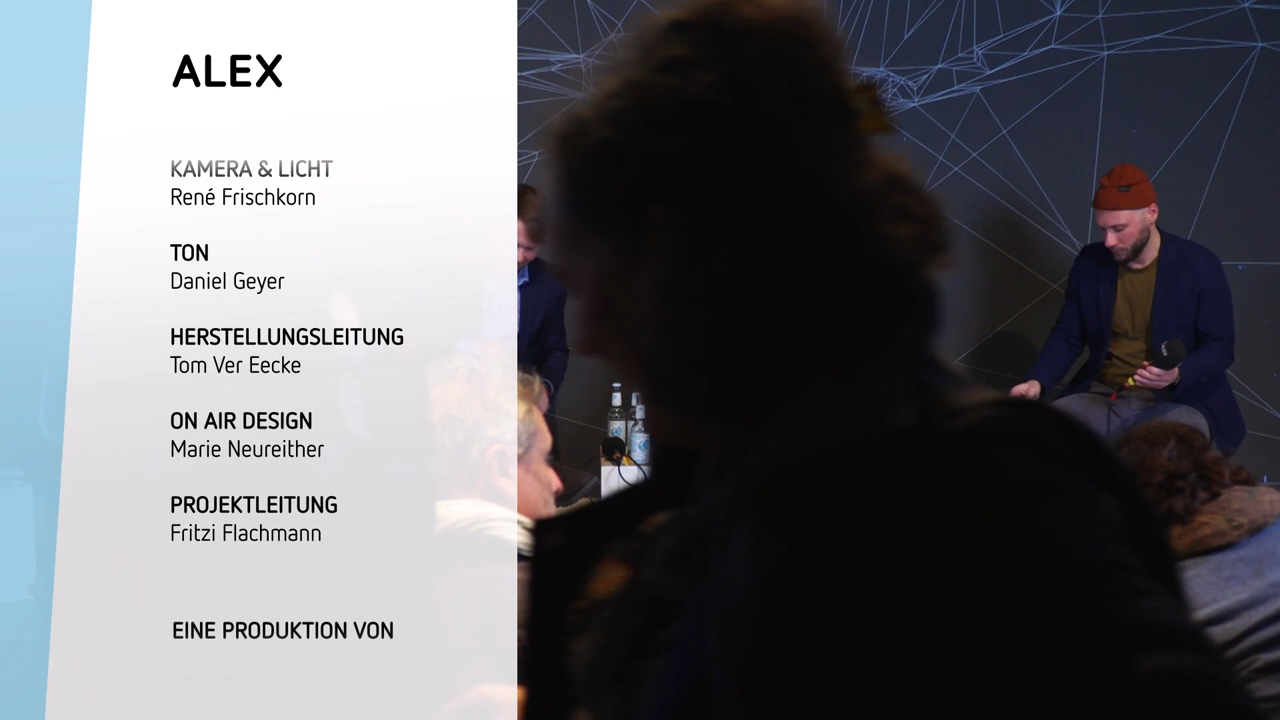 ALEX
KAMERA & LICHT
René Frischkorn
TON
Daniel Geyer
HERSTELLUNGSLEITUNG
Tom Ver Eecke
ON AIR DESIGN
Marie Neureither
PROJEKTLEITUNG
Fritzi Flachmann
EINE PRODUKTION VON